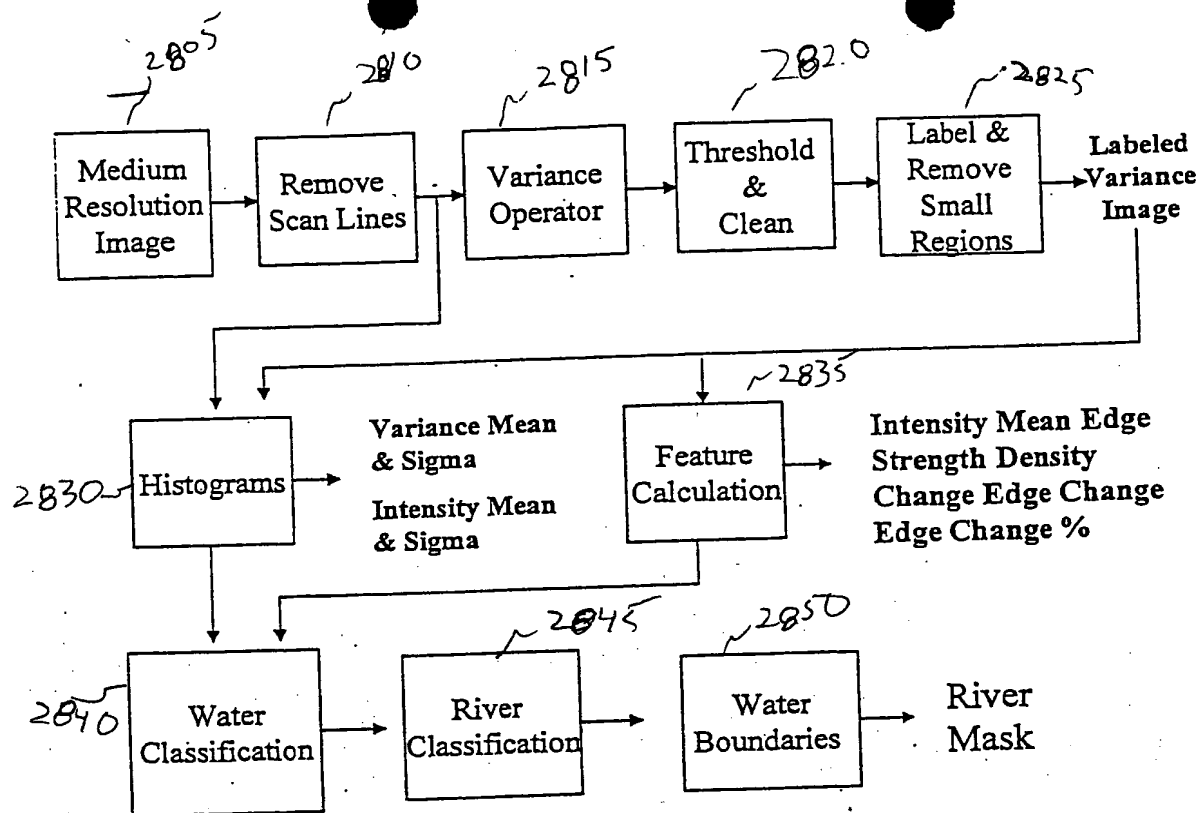 2805
2810
2815
2820
2825
Medium
Resolution
Image
Remove
Scan Lines
Variance
Operator
Threshold
&
Clean
Label &
Remove
Small
Regions
Labeled
Variance
Image
2835
2830
Histograms
Variance Mean
& Sigma
Intensity Mean
& Sigma
Feature
Calculation
Intensity Mean Edge
Strength Density
Change Edge Change
Edge Change %
2840
2845
2850
Water
Classification
River
Classification
Water
Boundaries
River
Mask